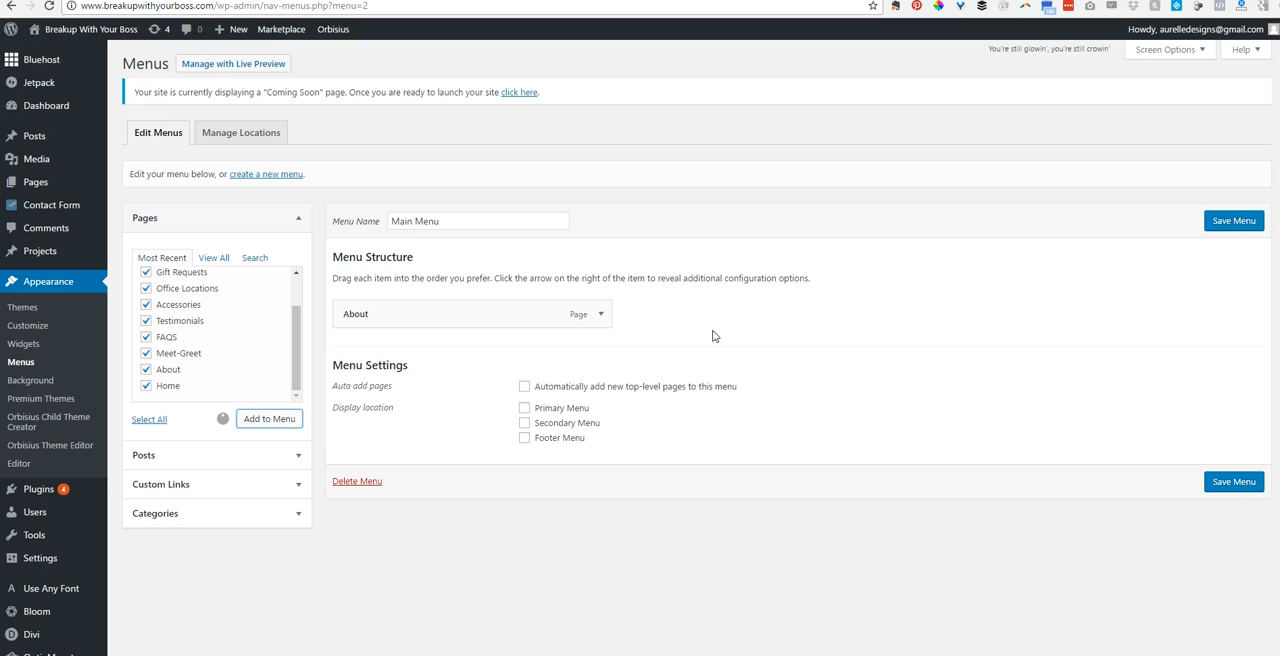 www.breakupwithyourboss.com/wp-admin/nav-menus.php?menu=2
Breakup With Your Boss 4 0 New Marketplace Orbisius Howdy, aurelledesigns@gmail.com
You're still glowin', you're still crowin' Screen Options Help
Bluehost
Jetpack
Dashboard
Posts
Media
Pages
Contact Form
Comments
Projects
Appearance
Themes
Customize
Widgets
Menus
Background
Premium Themes
Orbisius Child Theme
Creator
Orbisius Theme Editor
Editor
Plugins 4
Users
Tools
Settings
Use Any Font
Bloom
Divi
Menus Manage with Live Preview
Your site is currently displaying a "Coming Soon" page. Once you are ready to launch your site click here.
Edit Menus Manage Locations
Edit your menu below, or create a new menu.
Pages
Most Recent View All Search
Gift Requests
Office Locations
Accessories
Testimonials
FAQS
Meet-Greet
About
Home
Select All Add to Menu
Posts
Custom Links
Categories
Menu Name Main Menu Save Menu
Menu Structure
Drag each item into the order you prefer. Click the arrow on the right of the item to reveal additional configuration options.
About Page
Menu Settings
Auto add pages Automatically add new top-level pages to this menu
Display location Primary Menu
Secondary Menu
Footer Menu
Delete Menu Save Menu